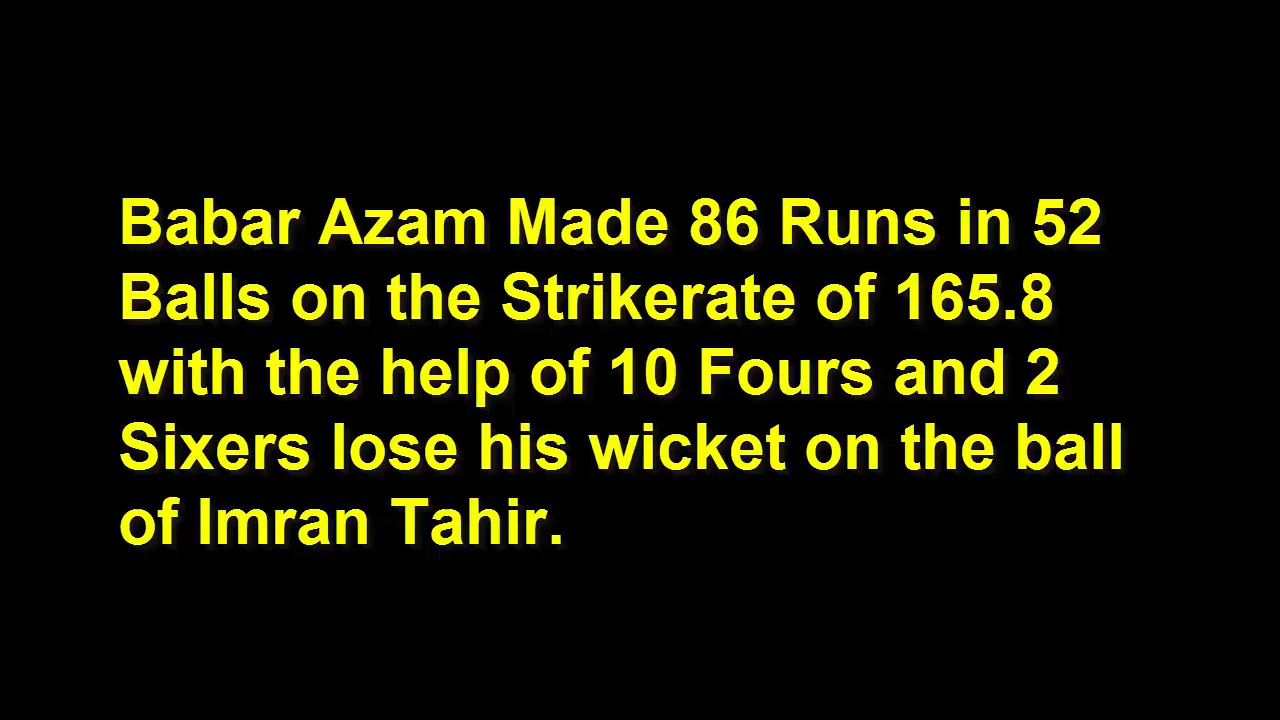 Babar Azam Made 86 Runs in 52
Balls on the Strikerate of 165.8
with the help of 10 Fours and 2
Sixers lose his wicket on the ball
of Imran Tahir.